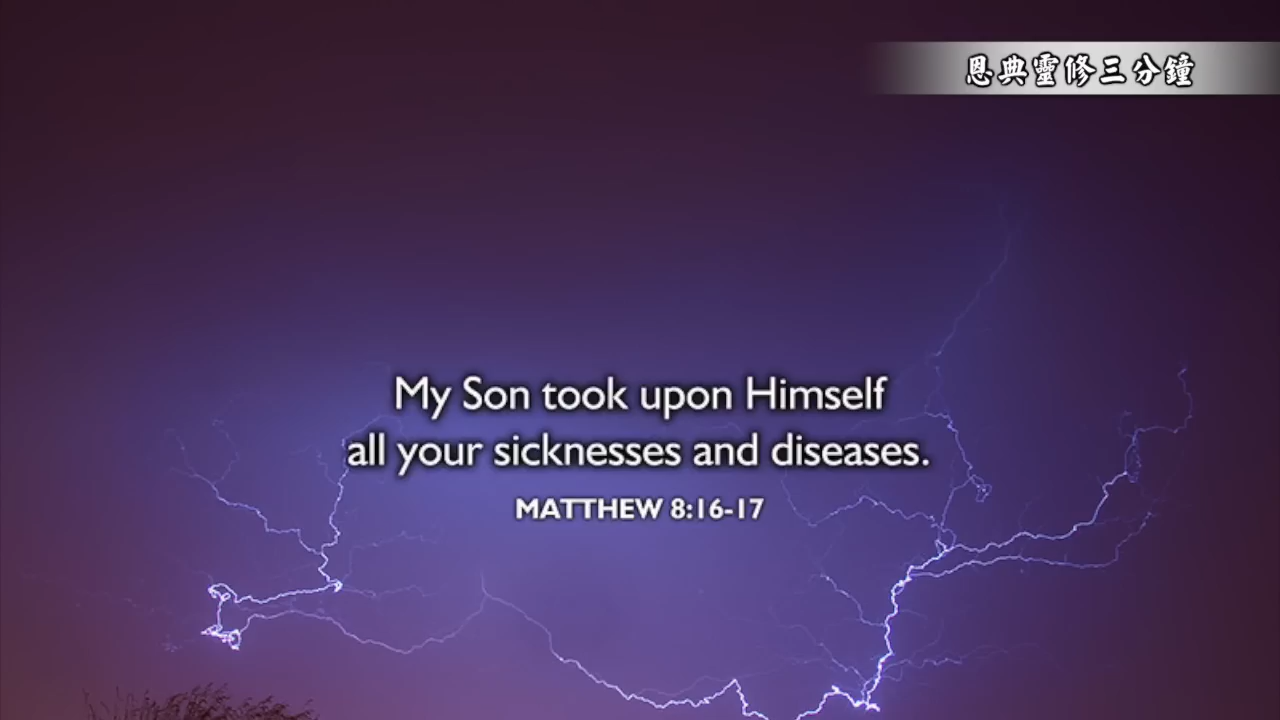 恩典靈修三分鐘
My Son took upon Himself
all your sicknesses and diseases.
MATTHEW 8:16-17